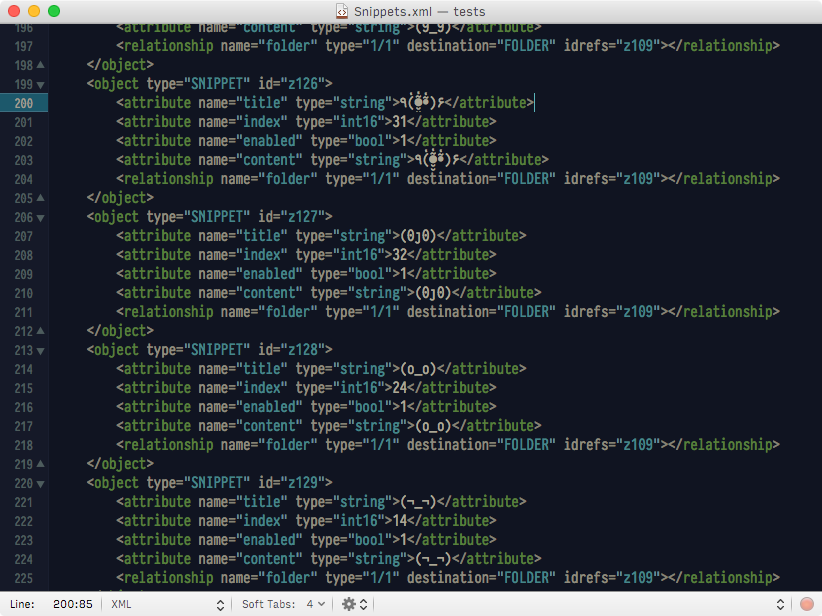 Snippets.xml — tests
196 <attribute name="content" type="string">(9_9)</attribute>
197 <relationship name="folder" type="1/1" destination="FOLDER" idrefs="z109"></relationship>
198 </object>
199 <object type="SNIPPET" id="z126">
200 <attribute name="title" type="string">٩(̾●̮̮̃̾•̃̾)۶</attribute>
201 <attribute name="index" type="int16">31</attribute>
202 <attribute name="enabled" type="bool">1</attribute>
203 <attribute name="content" type="string">٩(̾●̮̮̃̾•̃̾)۶</attribute>
204 <relationship name="folder" type="1/1" destination="FOLDER" idrefs="z109"></relationship>
205 </object>
206 <object type="SNIPPET" id="z127">
207 <attribute name="title" type="string">(0ȷ0)</attribute>
208 <attribute name="index" type="int16">32</attribute>
209 <attribute name="enabled" type="bool">1</attribute>
210 <attribute name="content" type="string">(0ȷ0)</attribute>
211 <relationship name="folder" type="1/1" destination="FOLDER" idrefs="z109"></relationship>
212 </object>
213 <object type="SNIPPET" id="z128">
214 <attribute name="title" type="string">(o_o)</attribute>
215 <attribute name="index" type="int16">24</attribute>
216 <attribute name="enabled" type="bool">1</attribute>
217 <attribute name="content" type="string">(o_o)</attribute>
218 <relationship name="folder" type="1/1" destination="FOLDER" idrefs="z109"></relationship>
219 </object>
220 <object type="SNIPPET" id="z129">
221 <attribute name="title" type="string">(¬_¬)</attribute>
222 <attribute name="index" type="int16">14</attribute>
223 <attribute name="enabled" type="bool">1</attribute>
224 <attribute name="content" type="string">(¬_¬)</attribute>
225 <relationship name="folder" type="1/1" destination="FOLDER" idrefs="z109"></relationship>
Line: 200:85 XML Soft Tabs: 4